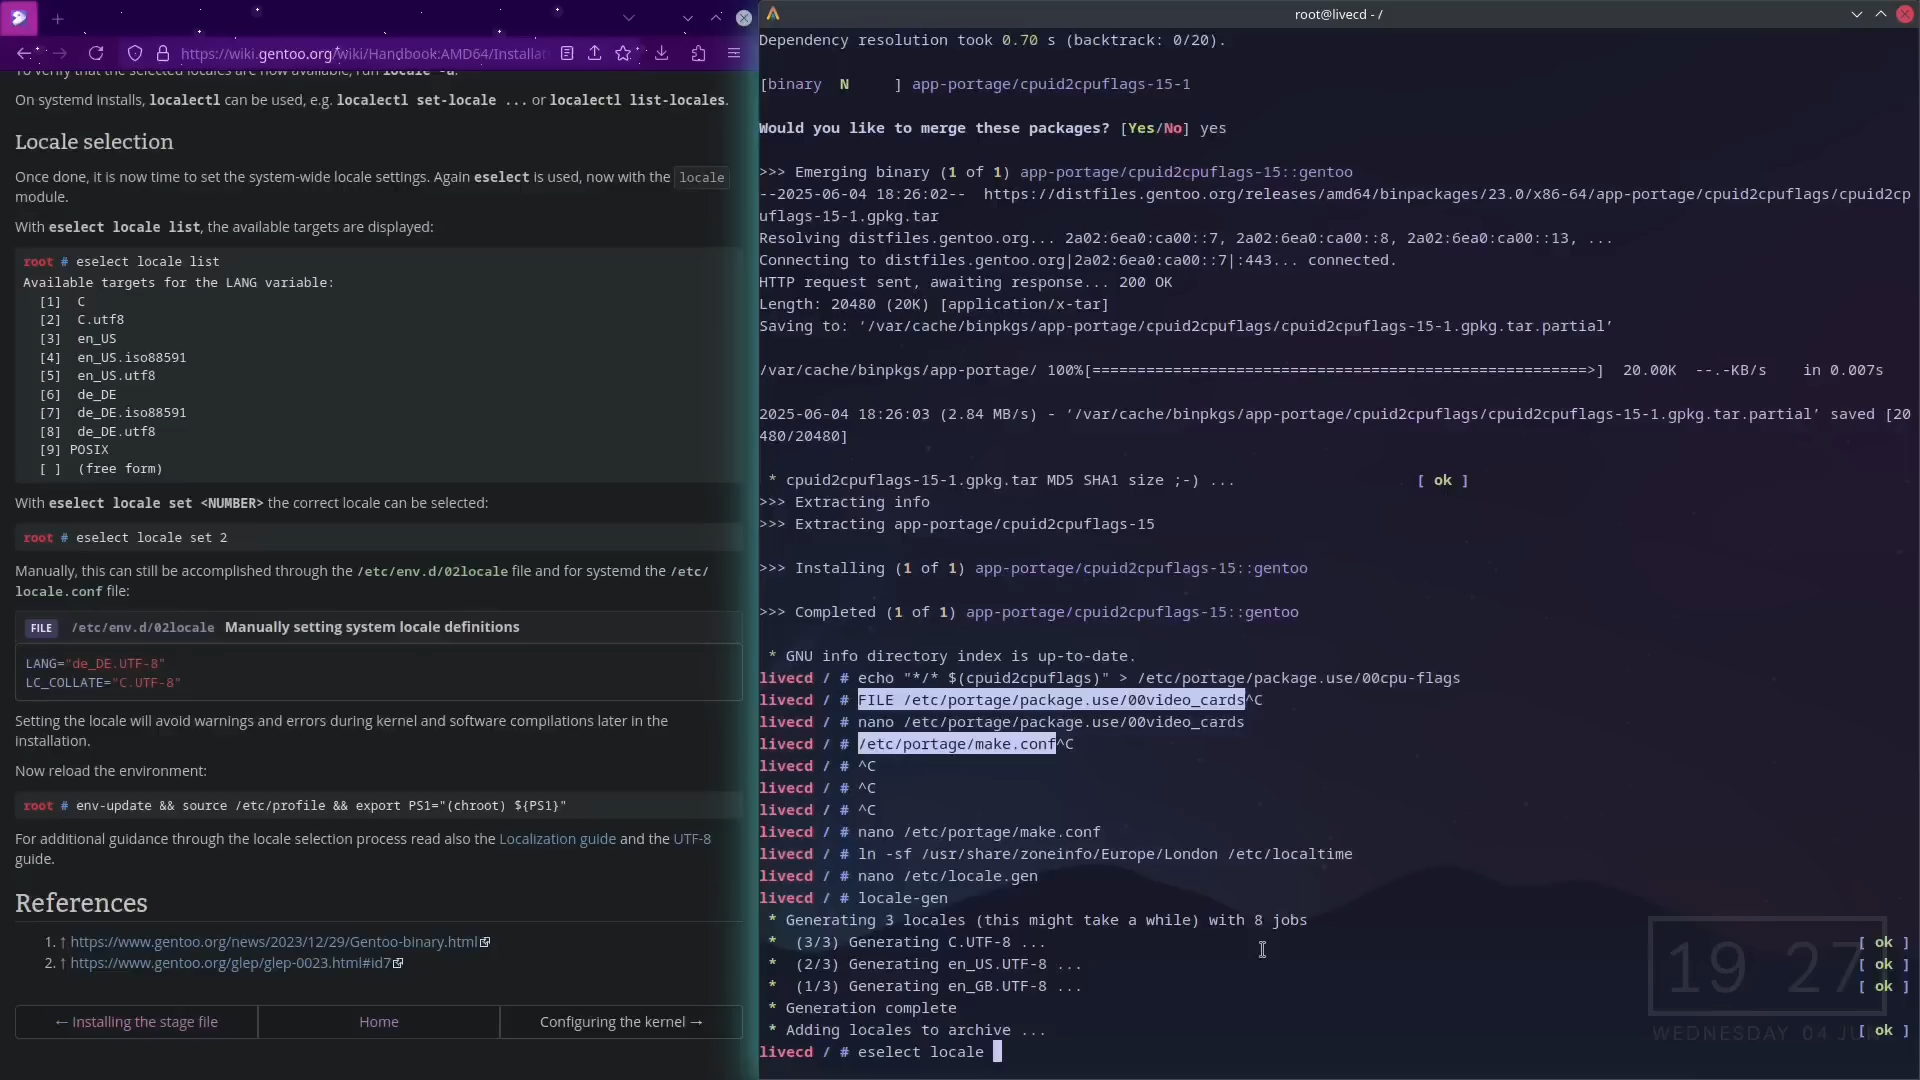 https://wiki.gentoo.org/wiki/Handbook:AMD64/Installat
To verify that the selected locales are now available, run locale -a.
On systemd installs, localectl can be used, e.g. localectl set-locale ... or localectl list-locales.
Locale selection
Once done, it is now time to set the system-wide locale settings. Again eselect is used, now with the locale
module.
With eselect locale list, the available targets are displayed:
root # eselect locale list
Available targets for the LANG variable:
[1] C
[2] C.utf8
[3] en_US
[4] en_US.iso88591
[5] en_US.utf8
[6] de_DE
[7] de_DE.iso88591
[8] de_DE.utf8
[9] POSIX
[ ] (free form)
With eselect locale set <NUMBER> the correct locale can be selected:
root # eselect locale set 2
Manually, this can still be accomplished through the /etc/env.d/02locale file and for systemd the /etc/
locale.conf file:
FILE /etc/env.d/02locale Manually setting system locale definitions
LANG="de_DE.UTF-8"
LC_COLLATE="C.UTF-8"
Setting the locale will avoid warnings and errors during kernel and software compilations later in the
installation.
Now reload the environment:
root # env-update && source /etc/profile && export PS1="(chroot) ${PS1}"
For additional guidance through the locale selection process read also the Localization guide and the UTF-8
guide.
References
1. ↑ https://www.gentoo.org/news/2023/12/29/Gentoo-binary.html
2. ↑ https://www.gentoo.org/glep/glep-0023.html#id7
← Installing the stage file Home Configuring the kernel →
root@livecd - /
Dependency resolution took 0.70 s (backtrack: 0/20).
[binary  N     ] app-portage/cpuid2cpuflags-15-1
Would you like to merge these packages? [Yes/No] yes
>>> Emerging binary (1 of 1) app-portage/cpuid2cpuflags-15::gentoo
--2025-06-04 18:26:02--  https://distfiles.gentoo.org/releases/amd64/binpackages/23.0/x86-64/app-portage/cpuid2cpuflags/cpuid2cp
uflags-15-1.gpkg.tar
Resolving distfiles.gentoo.org... 2a02:6ea0:ca00::7, 2a02:6ea0:ca00::8, 2a02:6ea0:ca00::13, ...
Connecting to distfiles.gentoo.org|2a02:6ea0:ca00::7|:443... connected.
HTTP request sent, awaiting response... 200 OK
Length: 20480 (20K) [application/x-tar]
Saving to: ‘/var/cache/binpkgs/app-portage/cpuid2cpuflags/cpuid2cpuflags-15-1.gpkg.tar.partial’
/var/cache/binpkgs/app-portage/ 100%[=======================================================>]  20.00K  --.-KB/s    in 0.007s
2025-06-04 18:26:03 (2.84 MB/s) - ‘/var/cache/binpkgs/app-portage/cpuid2cpuflags/cpuid2cpuflags-15-1.gpkg.tar.partial’ saved [20
480/20480]
* cpuid2cpuflags-15-1.gpkg.tar MD5 SHA1 size ;-) ... [ ok ]
>>> Extracting info
>>> Extracting app-portage/cpuid2cpuflags-15
>>> Installing (1 of 1) app-portage/cpuid2cpuflags-15::gentoo
>>> Completed (1 of 1) app-portage/cpuid2cpuflags-15::gentoo
* GNU info directory index is up-to-date.
livecd / # echo "*/* $(cpuid2cpuflags)" > /etc/portage/package.use/00cpu-flags
livecd / # FILE /etc/portage/package.use/00video_cards^C
livecd / # nano /etc/portage/package.use/00video_cards
livecd / # /etc/portage/make.conf^C
livecd / # ^C
livecd / # ^C
livecd / # ^C
livecd / # nano /etc/portage/make.conf
livecd / # ln -sf /usr/share/zoneinfo/Europe/London /etc/localtime
livecd / # nano /etc/locale.gen
livecd / # locale-gen
* Generating 3 locales (this might take a while) with 8 jobs
*  (3/3) Generating C.UTF-8 ... [ ok ]
*  (2/3) Generating en_US.UTF-8 ... [ ok ]
*  (1/3) Generating en_GB.UTF-8 ... [ ok ]
* Generation complete
* Adding locales to archive ... [ ok ]
livecd / # eselect locale
19 27
WEDNESDAY 04 JUN